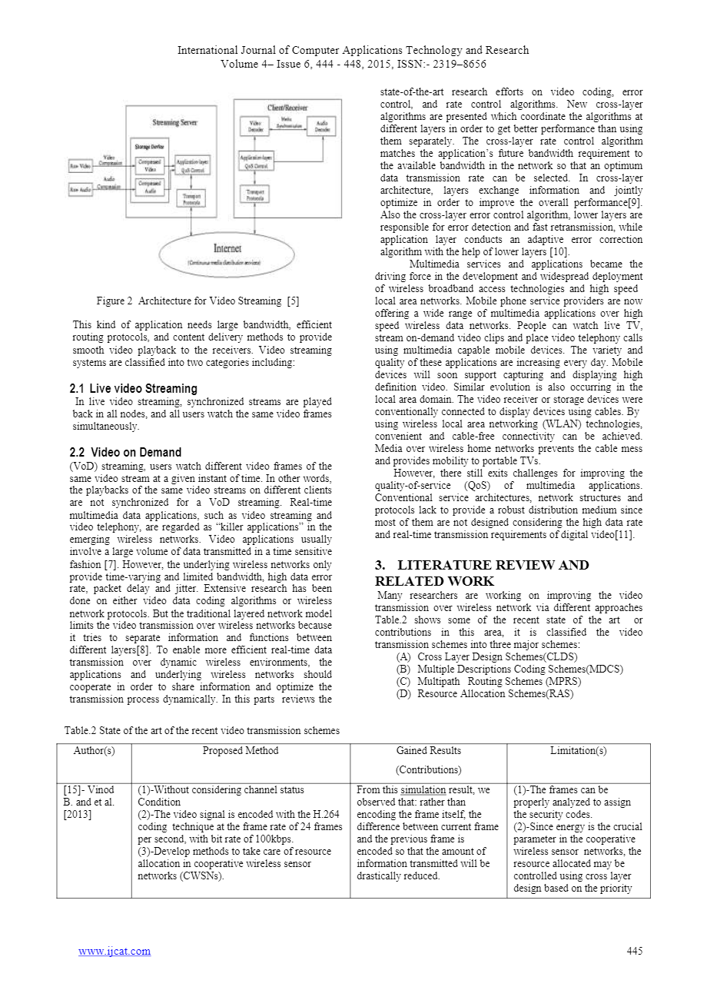 International Journal of Computer Applications Technology and Research
Volume 4– Issue 6, 444 - 448, 2015, ISSN:- 2319–8656
Streaming Server
Storage Device
Raw Video
Video
Compression
Compressed
Video
Application-layer
QoS Control
Raw Audio
Audio
Compression
Compressed
Audio
Transport
Protocols
Client/Receiver
Video
Decoder
Media
Synchronization
Audio
Decoder
Application-layer
QoS Control
Transport
Protocols
Internet
(Continuous media distribution services)
Figure 2 Architecture for Video Streaming [5]
This kind of application needs large bandwidth, efficient
routing protocols, and content delivery methods to provide
smooth video playback to the receivers. Video streaming
systems are classified into two categories including:
2.1 Live video Streaming
In live video streaming, synchronized streams are played
back in all nodes, and all users watch the same video frames
simultaneously.
2.2 Video on Demand
(VoD) streaming, users watch different video frames of the
same video stream at a given instant of time. In other words,
the playbacks of the same video streams on different clients
are not synchronized for a VoD streaming. Real-time
multimedia data applications, such as video streaming and
video telephony, are regarded as “killer applications” in the
emerging wireless networks. Video applications usually
involve a large volume of data transmitted in a time sensitive
fashion [7]. However, the underlying wireless networks only
provide time-varying and limited bandwidth, high data error
rate, packet delay and jitter. Extensive research has been
done on either video data coding algorithms or wireless
network protocols. But the traditional layered network model
limits the video transmission over wireless networks because
it tries to separate information and functions between
different layers[8]. To enable more efficient real-time data
transmission over dynamic wireless environments, the
applications and underlying wireless networks should
cooperate in order to share information and optimize the
transmission process dynamically. In this parts reviews the
state-of-the-art research efforts on video coding, error
control, and rate control algorithms. New cross-layer
algorithms are presented which coordinate the algorithms at
different layers in order to get better performance than using
them separately. The cross-layer rate control algorithm
matches the application’s future bandwidth requirement to
the available bandwidth in the network so that an optimum
data transmission rate can be selected. In cross-layer
architecture, layers exchange information and jointly
optimize in order to improve the overall performance[9].
Also the cross-layer error control algorithm, lower layers are
responsible for error detection and fast retransmission, while
application layer conducts an adaptive error correction
algorithm with the help of lower layers [10].
Multimedia services and applications became the
driving force in the development and widespread deployment
of wireless broadband access technologies and high speed
local area networks. Mobile phone service providers are now
offering a wide range of multimedia applications over high
speed wireless data networks. People can watch live TV,
stream on-demand video clips and place video telephony calls
using multimedia capable mobile devices. The variety and
quality of these applications are increasing every day. Mobile
devices will soon support capturing and displaying high
definition video. Similar evolution is also occurring in the
local area domain. The video receiver or storage devices were
conventionally connected to display devices using cables. By
using wireless local area networking (WLAN) technologies,
convenient and cable-free connectivity can be achieved.
Media over wireless home networks prevents the cable mess
and provides mobility to portable TVs.
However, there still exits challenges for improving the
quality-of-service (QoS) of multimedia applications.
Conventional service architectures, network structures and
protocols lack to provide a robust distribution medium since
most of them are not designed considering the high data rate
and real-time transmission requirements of digital video[11].
3. LITERATURE REVIEW AND
RELATED WORK
Many researchers are working on improving the video
transmission over wireless network via different approaches
Table.2 shows some of the recent state of the art or
contributions in this area, it is classified the video
transmission schemes into three major schemes:
(A) Cross Layer Design Schemes(CLDS)
(B) Multiple Descriptions Coding Schemes(MDCS)
(C) Multipath Routing Schemes (MPRS)
(D) Resource Allocation Schemes(RAS)
Table.2 State of the art of the recent video transmission schemes
Author(s)
Proposed Method
Gained Results
(Contributions)
Limitation(s)
[15]- Vinod
B. and et al.
[2013]
(1)-Without considering channel status
Condition
(2)-The video signal is encoded with the H.264
coding technique at the frame rate of 24 frames
per second, with bit rate of 100kbps.
(3)-Develop methods to take care of resource
allocation in cooperative wireless sensor
networks (CWSNs).
From this simulation result, we
observed that: rather than
encoding the frame itself, the
difference between current frame
and the previous frame is
encoded so that the amount of
information transmitted will be
drastically reduced.
(1)-The frames can be
properly analyzed to assign
the security codes.
(2)-Since energy is the crucial
parameter in the cooperative
wireless sensor networks, the
resource allocated may be
controlled using cross layer
design based on the priority
www.ijcat.com
445